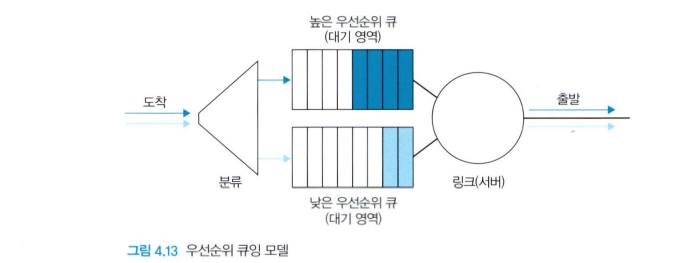 높은 우선순위 큐
(대기 영역)
도착
출발
분류
링크(서버)
낮은 우선순위 큐
(대기 영역)
그림 4.13 우선순위 큐잉 모델